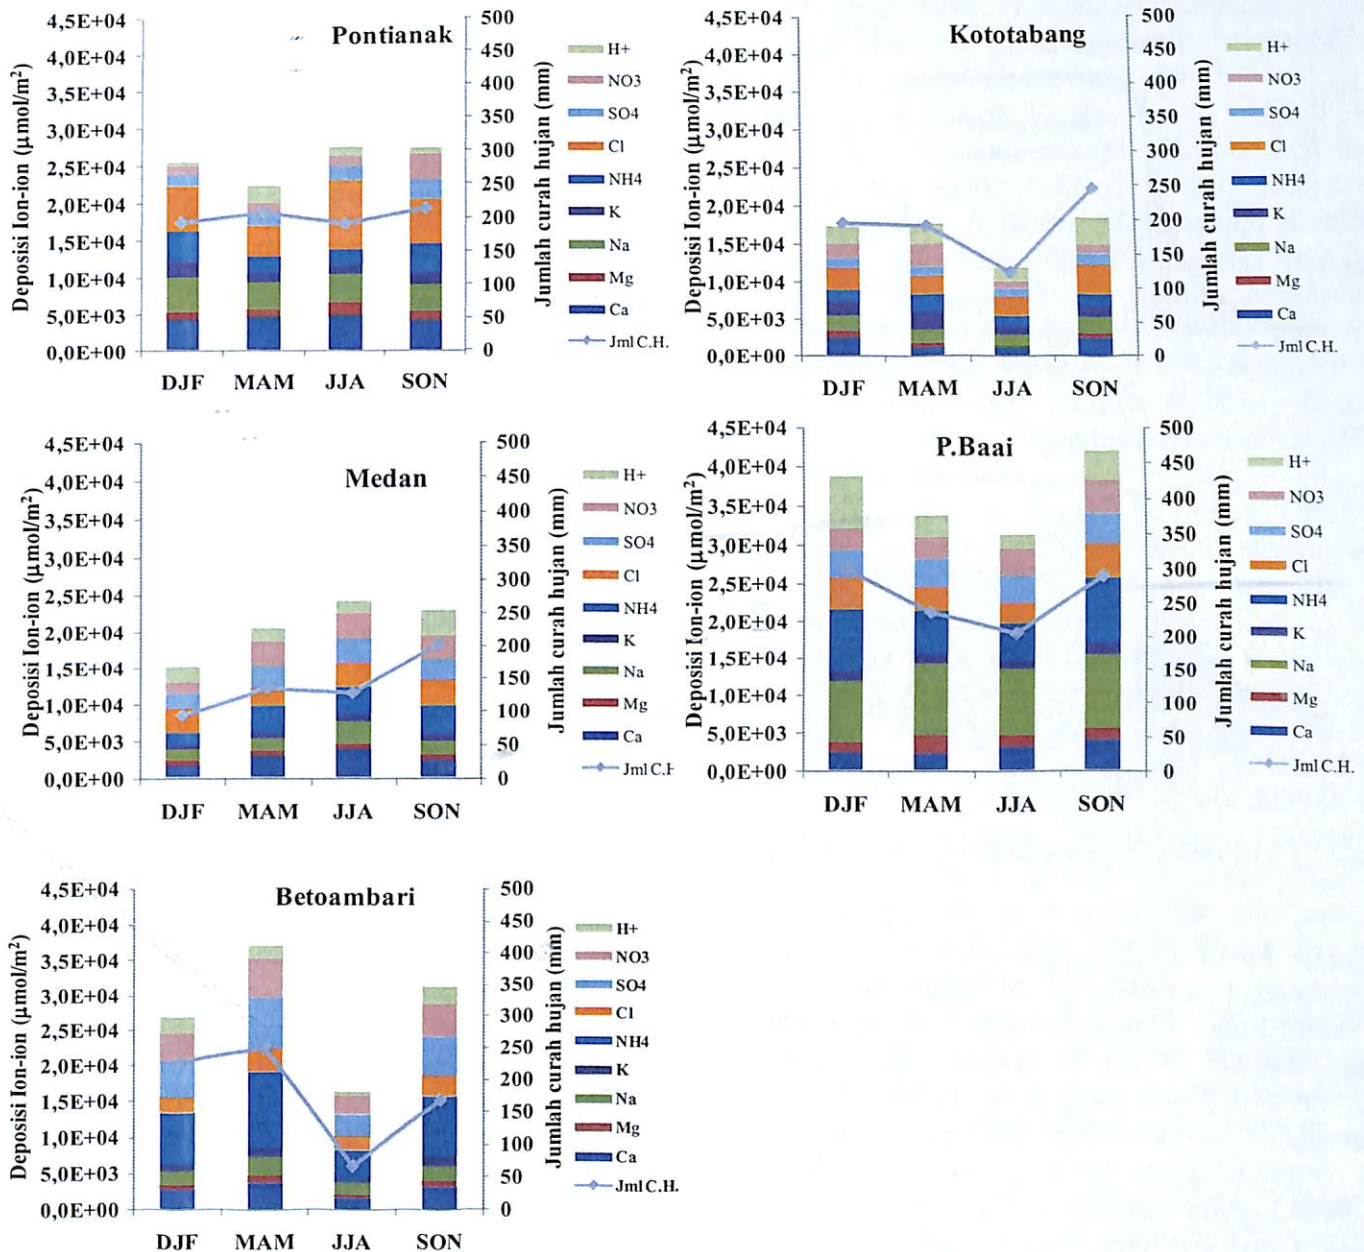 Pontianak
Deposisi Ion-ion (µmol/m²)
4,5E+04
4,0E+04
3,5E+04
3,0E+04
2,5E+04
2,0E+04
1,5E+04
1,0E+04
5,0E+03
0,0E+00
DJF MAM JJA SON
500
450
400
350
300
250
200
150
100
50
0
Jumlah curah hujan (mm)
H+
NO3
SO4
Cl
NH4
K
Na
Mg
Ca
Jml C.H.
Kototabang
Deposisi Ion-ion (µmol/m²)
4,5E+04
4,0E+04
3,5E+04
3,0E+04
2,5E+04
2,0E+04
1,5E+04
1,0E+04
5,0E+03
0,0E+00
DJF MAM JJA SON
500
450
400
350
300
250
200
150
100
50
0
Jumlah curah hujan (mm)
H+
NO3
SO4
Cl
NH4
K
Na
Mg
Ca
Jml C.H.
Medan
Deposisi Ion-ion (µmol/m²)
4,5E+04
4,0E+04
3,5E+04
3,0E+04
2,5E+04
2,0E+04
1,5E+04
1,0E+04
5,0E+03
0,0E+00
DJF MAM JJA SON
500
450
400
350
300
250
200
150
100
50
0
Jumlah curah hujan (mm)
H+
NO3
SO4
Cl
NH4
K
Na
Mg
Ca
Jml C.H
P.Baai
Deposisi Ion-ion (µmol/m²)
4,5E+04
4,0E+04
3,5E+04
3,0E+04
2,5E+04
2,0E+04
1,5E+04
1,0E+04
5,0E+03
0,0E+00
DJF MAM JJA SON
500
450
400
350
300
250
200
150
100
50
0
Jumlah curah hujan (mm)
H+
NO3
SO4
Cl
NH4
K
Na
Mg
Ca
Jml C.H.
Betoambari
Deposisi Ion-ion (µmol/m²)
4,5E+04
4,0E+04
3,5E+04
3,0E+04
2,5E+04
2,0E+04
1,5E+04
1,0E+04
5,0E+03
0,0E+00
DJF MAM JJA SON
500
450
400
350
300
250
200
150
100
50
0
Jumlah curah hujan (mm)
H+
NO3
SO4
Cl
NH4
K
Na
Mg
Ca
Jml C.H.